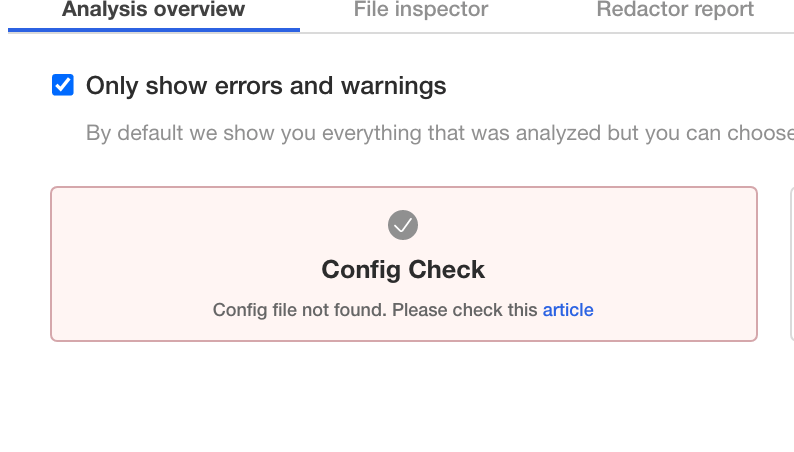 Analysis overview
File inspector
Redactor report
Only show errors and warnings
By default we show you everything that was analyzed but you can choose
Config Check
Config file not found. Please check this article